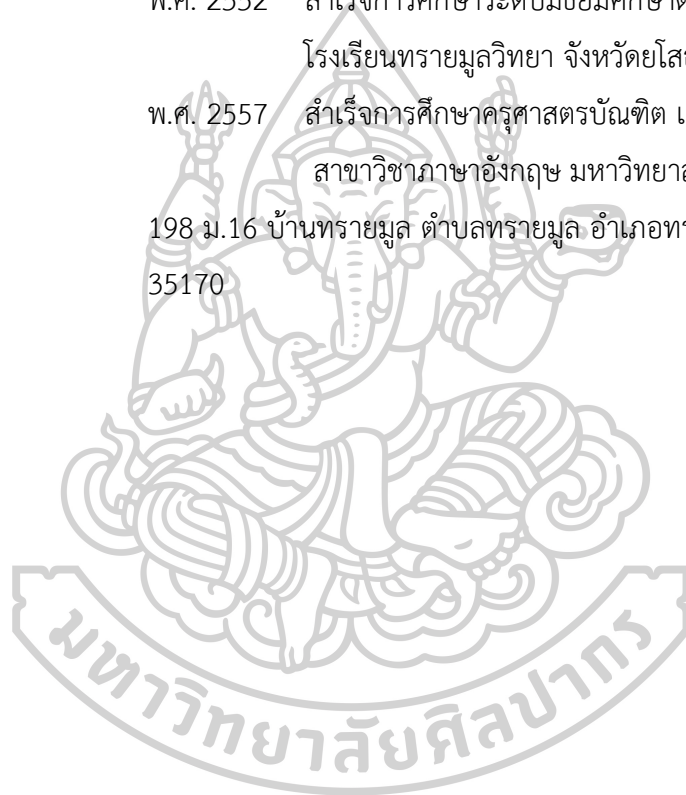 พ.ศ. 2552
โรงเรียนทรายมูลวิทยา จังหวัดยโส
พ.ศ. 2557 สำเร็จการศึกษาครุศาสตรบัณฑิต เ
สาขาวิชาภาษาอังกฤษ มหาวิทยา
198 ม.16 บ้านทรายมูล ตำบลทรายมูล อำเภอท
35170
มหาวิทยาลัยศิลปากร